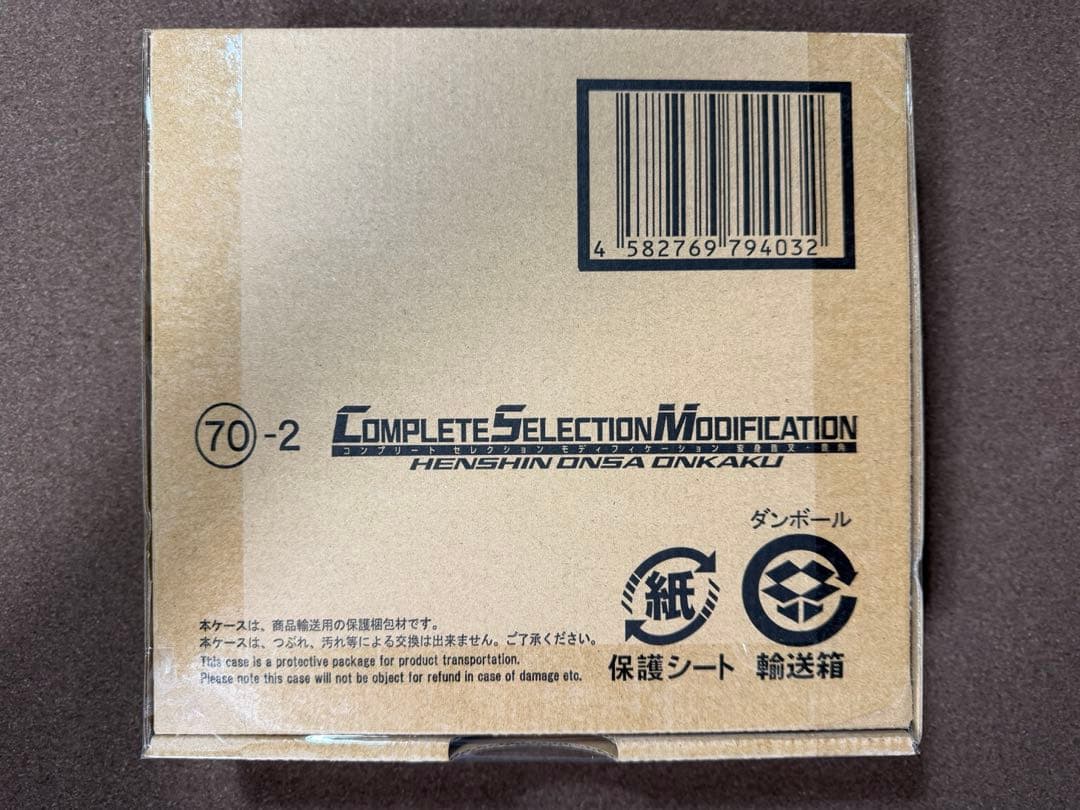 4 582769 794032
70-2 COMPLETE SELECTION MODIFICATION
コンプリート セレクション モディフィケーション 変身音叉・音角
HENSHIN ONSA ONKAKU
ダンボール
紙
保護シート 輸送箱
本ケースは、商品輸送用の保護梱包材です。
本ケースは、つぶれ、汚れ等による交換は出来ません。ご了承ください。
This case is a protective package for product transportation.
Please note this case will not be object for refund in case of damage etc.